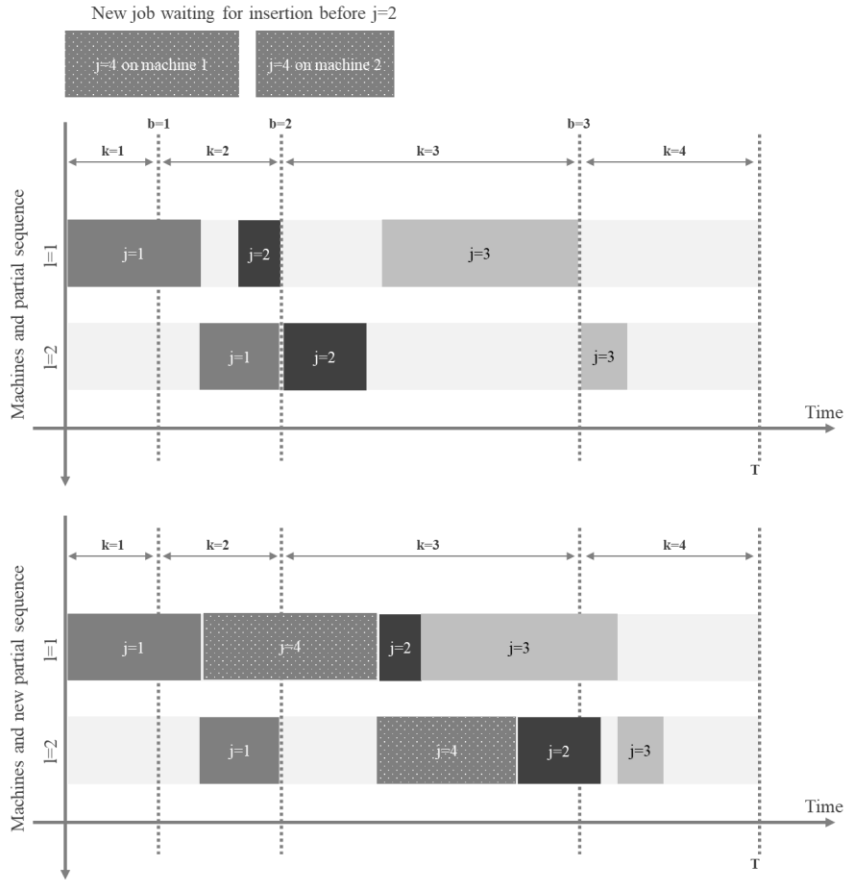 New job waiting for insertion before j=2
j=4 on machine 1
j=4 on machine 2
b=1
b=2
b=3
k=1
k=2
k=3
k=4
Machines and partial sequence
l=1
j=1
j=2
j=3
l=2
j=1
j=2
j=3
Time
T
k=1
k=2
k=3
k=4
Machines and new partial sequence
l=1
j=1
j=4
j=2
j=3
l=2
j=1
j=4
j=2
j=3
Time
T